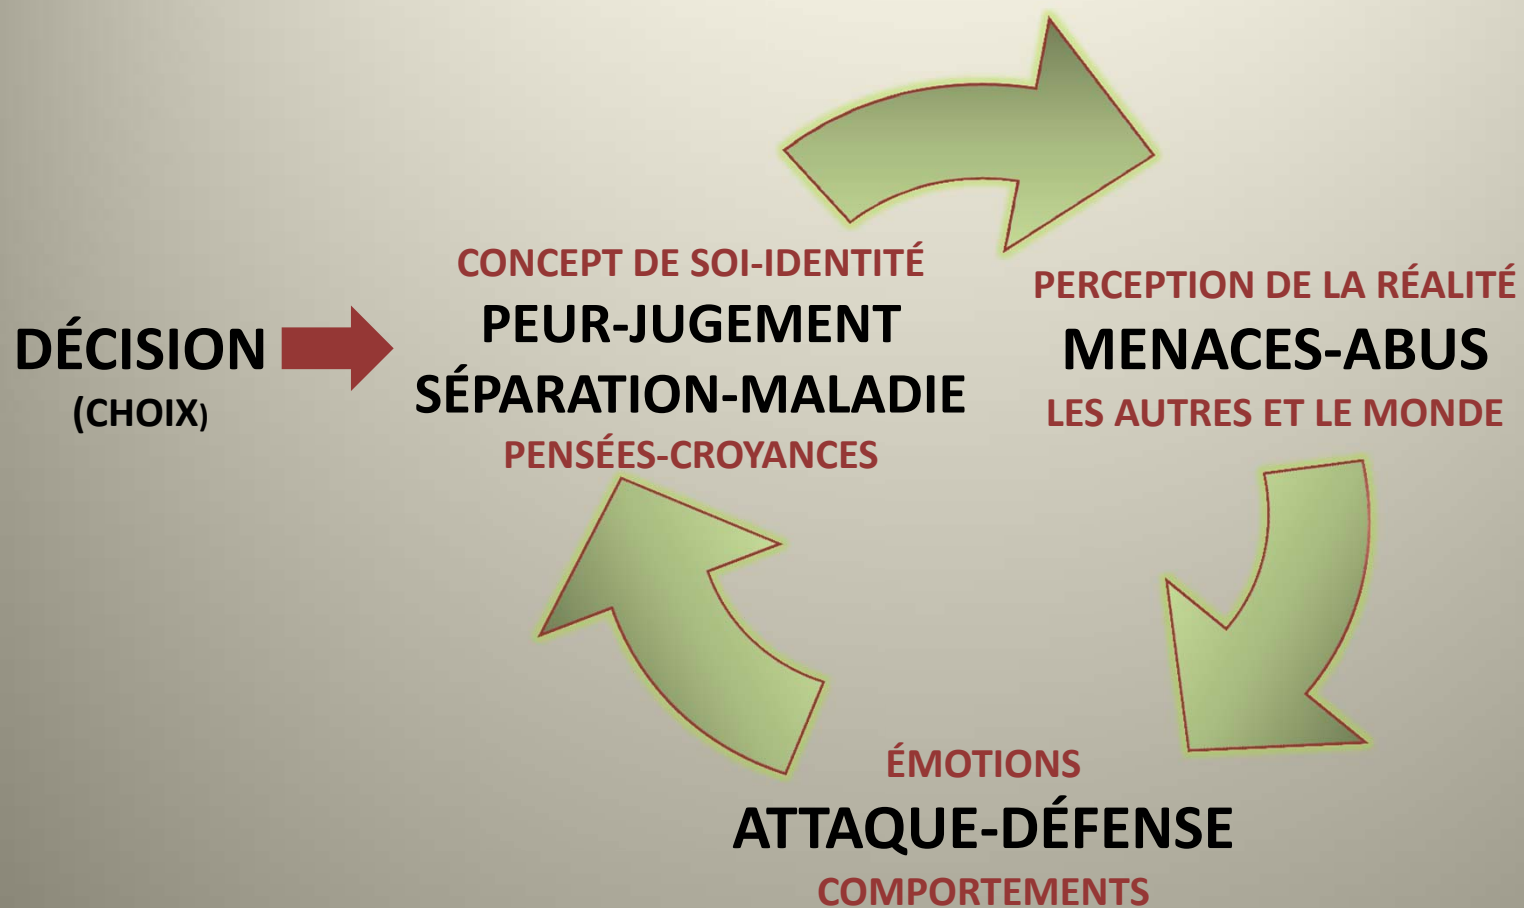 DÉCISION
(CHOIX)
CONCEPT DE SOI-IDENTITÉ
PEUR-JUGEMENT
SÉPARATION-MALADIE
PENSÉES-CROYANCES
PERCEPTION DE LA RÉALITÉ
MENACES-ABUS
LES AUTRES ET LE MONDE
ÉMOTIONS
ATTAQUE-DÉFENSE
COMPORTEMENTS